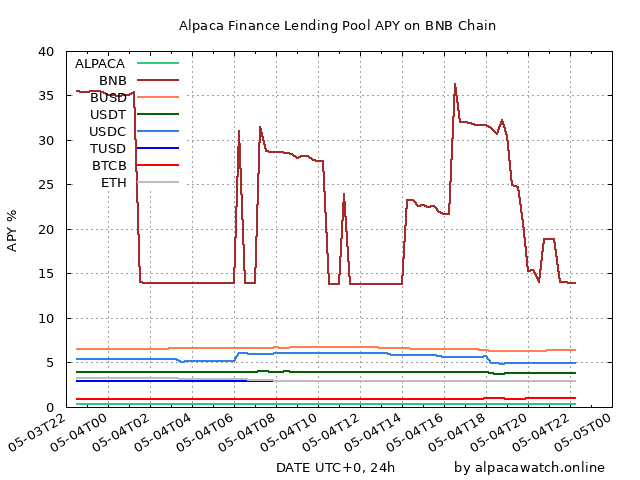 Alpaca Finance Lending Pool APY on BNB Chain
APY %
40
35
30
25
20
15
10
5
0
ALPACA
BNB
BUSD
USDT
USDC
TUSD
BTCB
ETH
05-03T22
05-04T00
05-04T02
05-04T04
05-04T06
05-04T08
05-04T10
05-04T12
05-04T14
05-04T16
05-04T18
05-04T20
05-04T22
05-05T00
DATE UTC+0, 24h
by alpacawatch.online